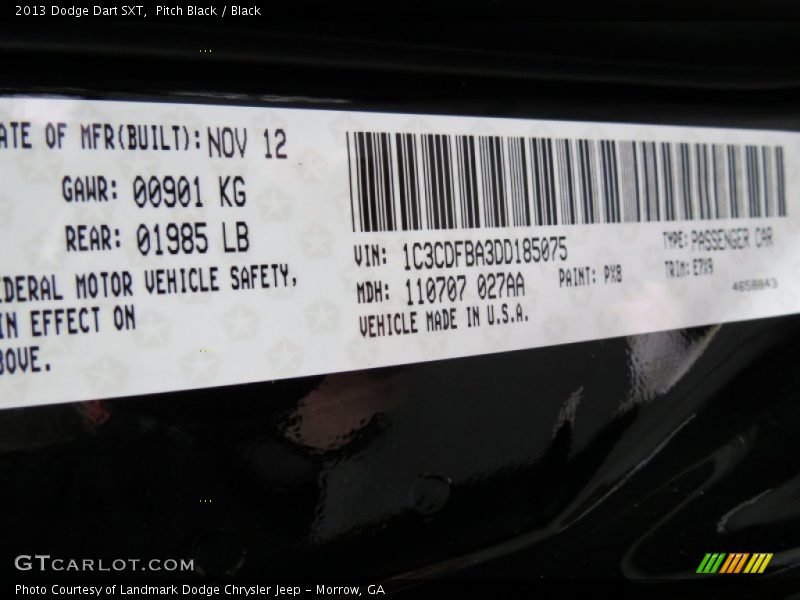 2013 Dodge Dart SXT,  Pitch Black / Black
ATE OF MFR(BUILT): NOV 12
GAWR: 00901 KG
REAR: 01985 LB
EDERAL MOTOR VEHICLE SAFETY,
IN EFFECT ON
BOVE.
VIN: 1C3CDFBA3DD185075
TYPE: PASSENGER CAR
MDH: 110707 027AA
PAINT: PX8
TRIM: E7X9
VEHICLE MADE IN U.S.A.
4658843
GTCARLOT.COM
Photo Courtesy of Landmark Dodge Chrysler Jeep - Morrow, GA